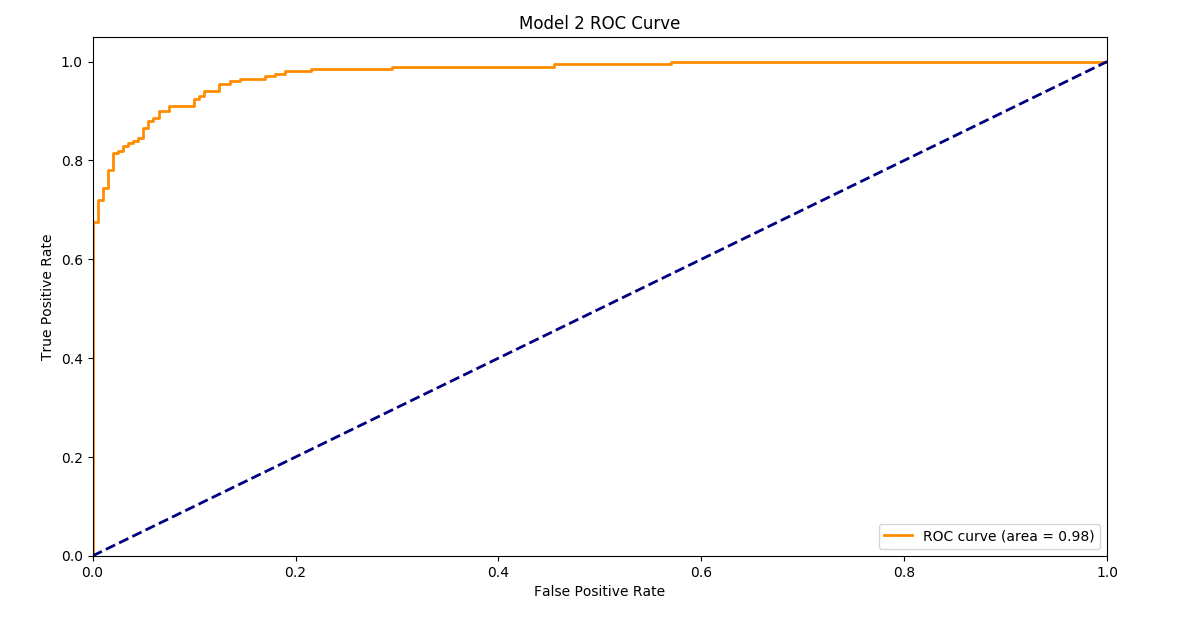 Model 2 ROC Curve
True Positive Rate
1.0
0.8
0.6
0.4
0.2
0.0
ROC curve (area = 0.98)
0.0 0.2 0.4 0.6 0.8 1.0
False Positive Rate